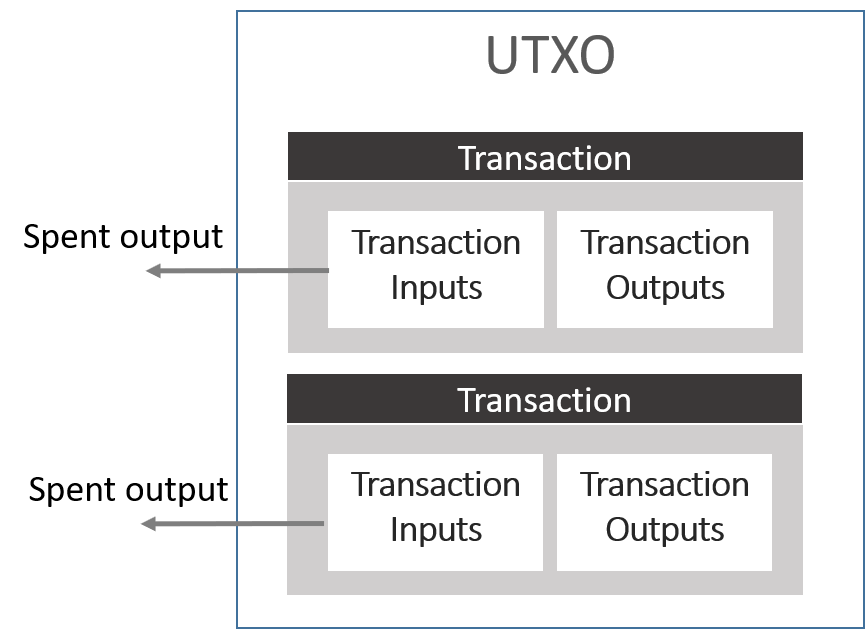 UTXO
Transaction
Spent output
Transaction
Inputs
Transaction
Outputs
Transaction
Spent output
Transaction
Inputs
Transaction
Outputs